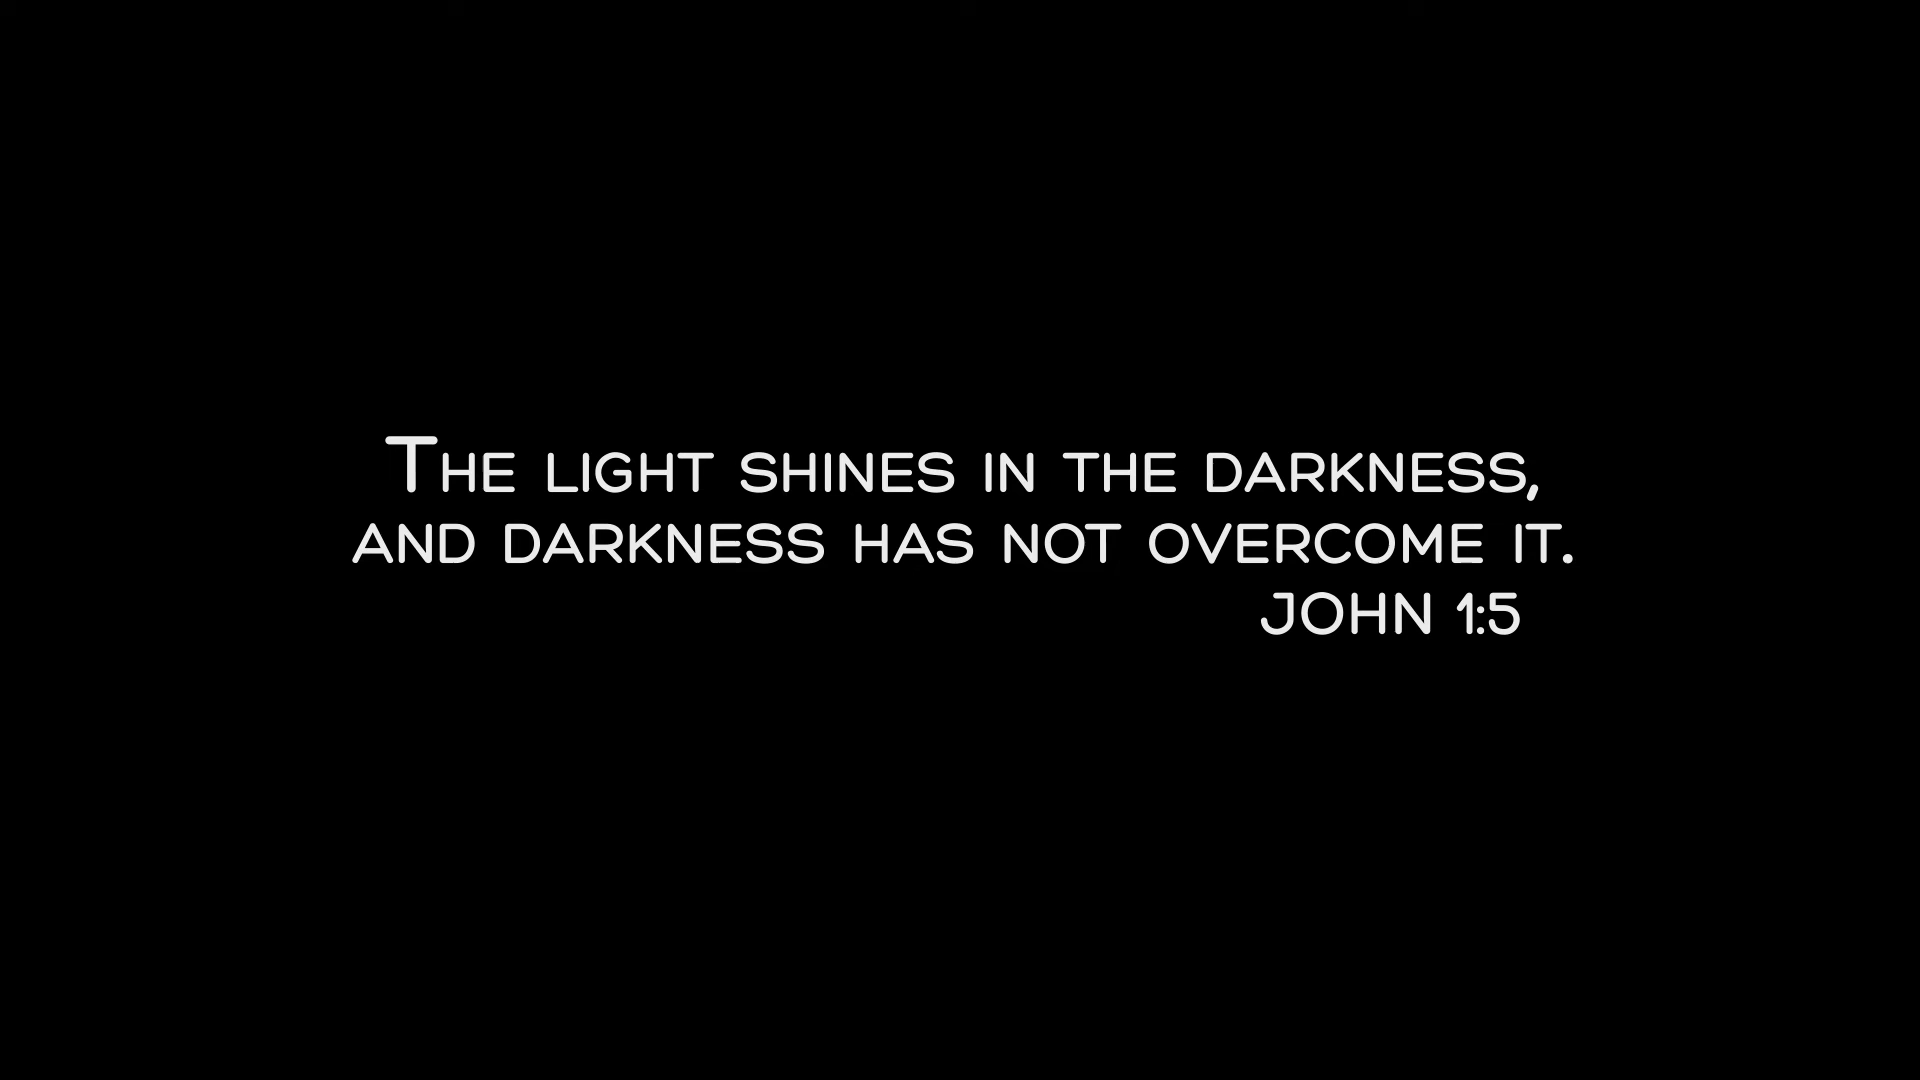 The light shines in the darkness,
and darkness has not overcome it.
John 1:5